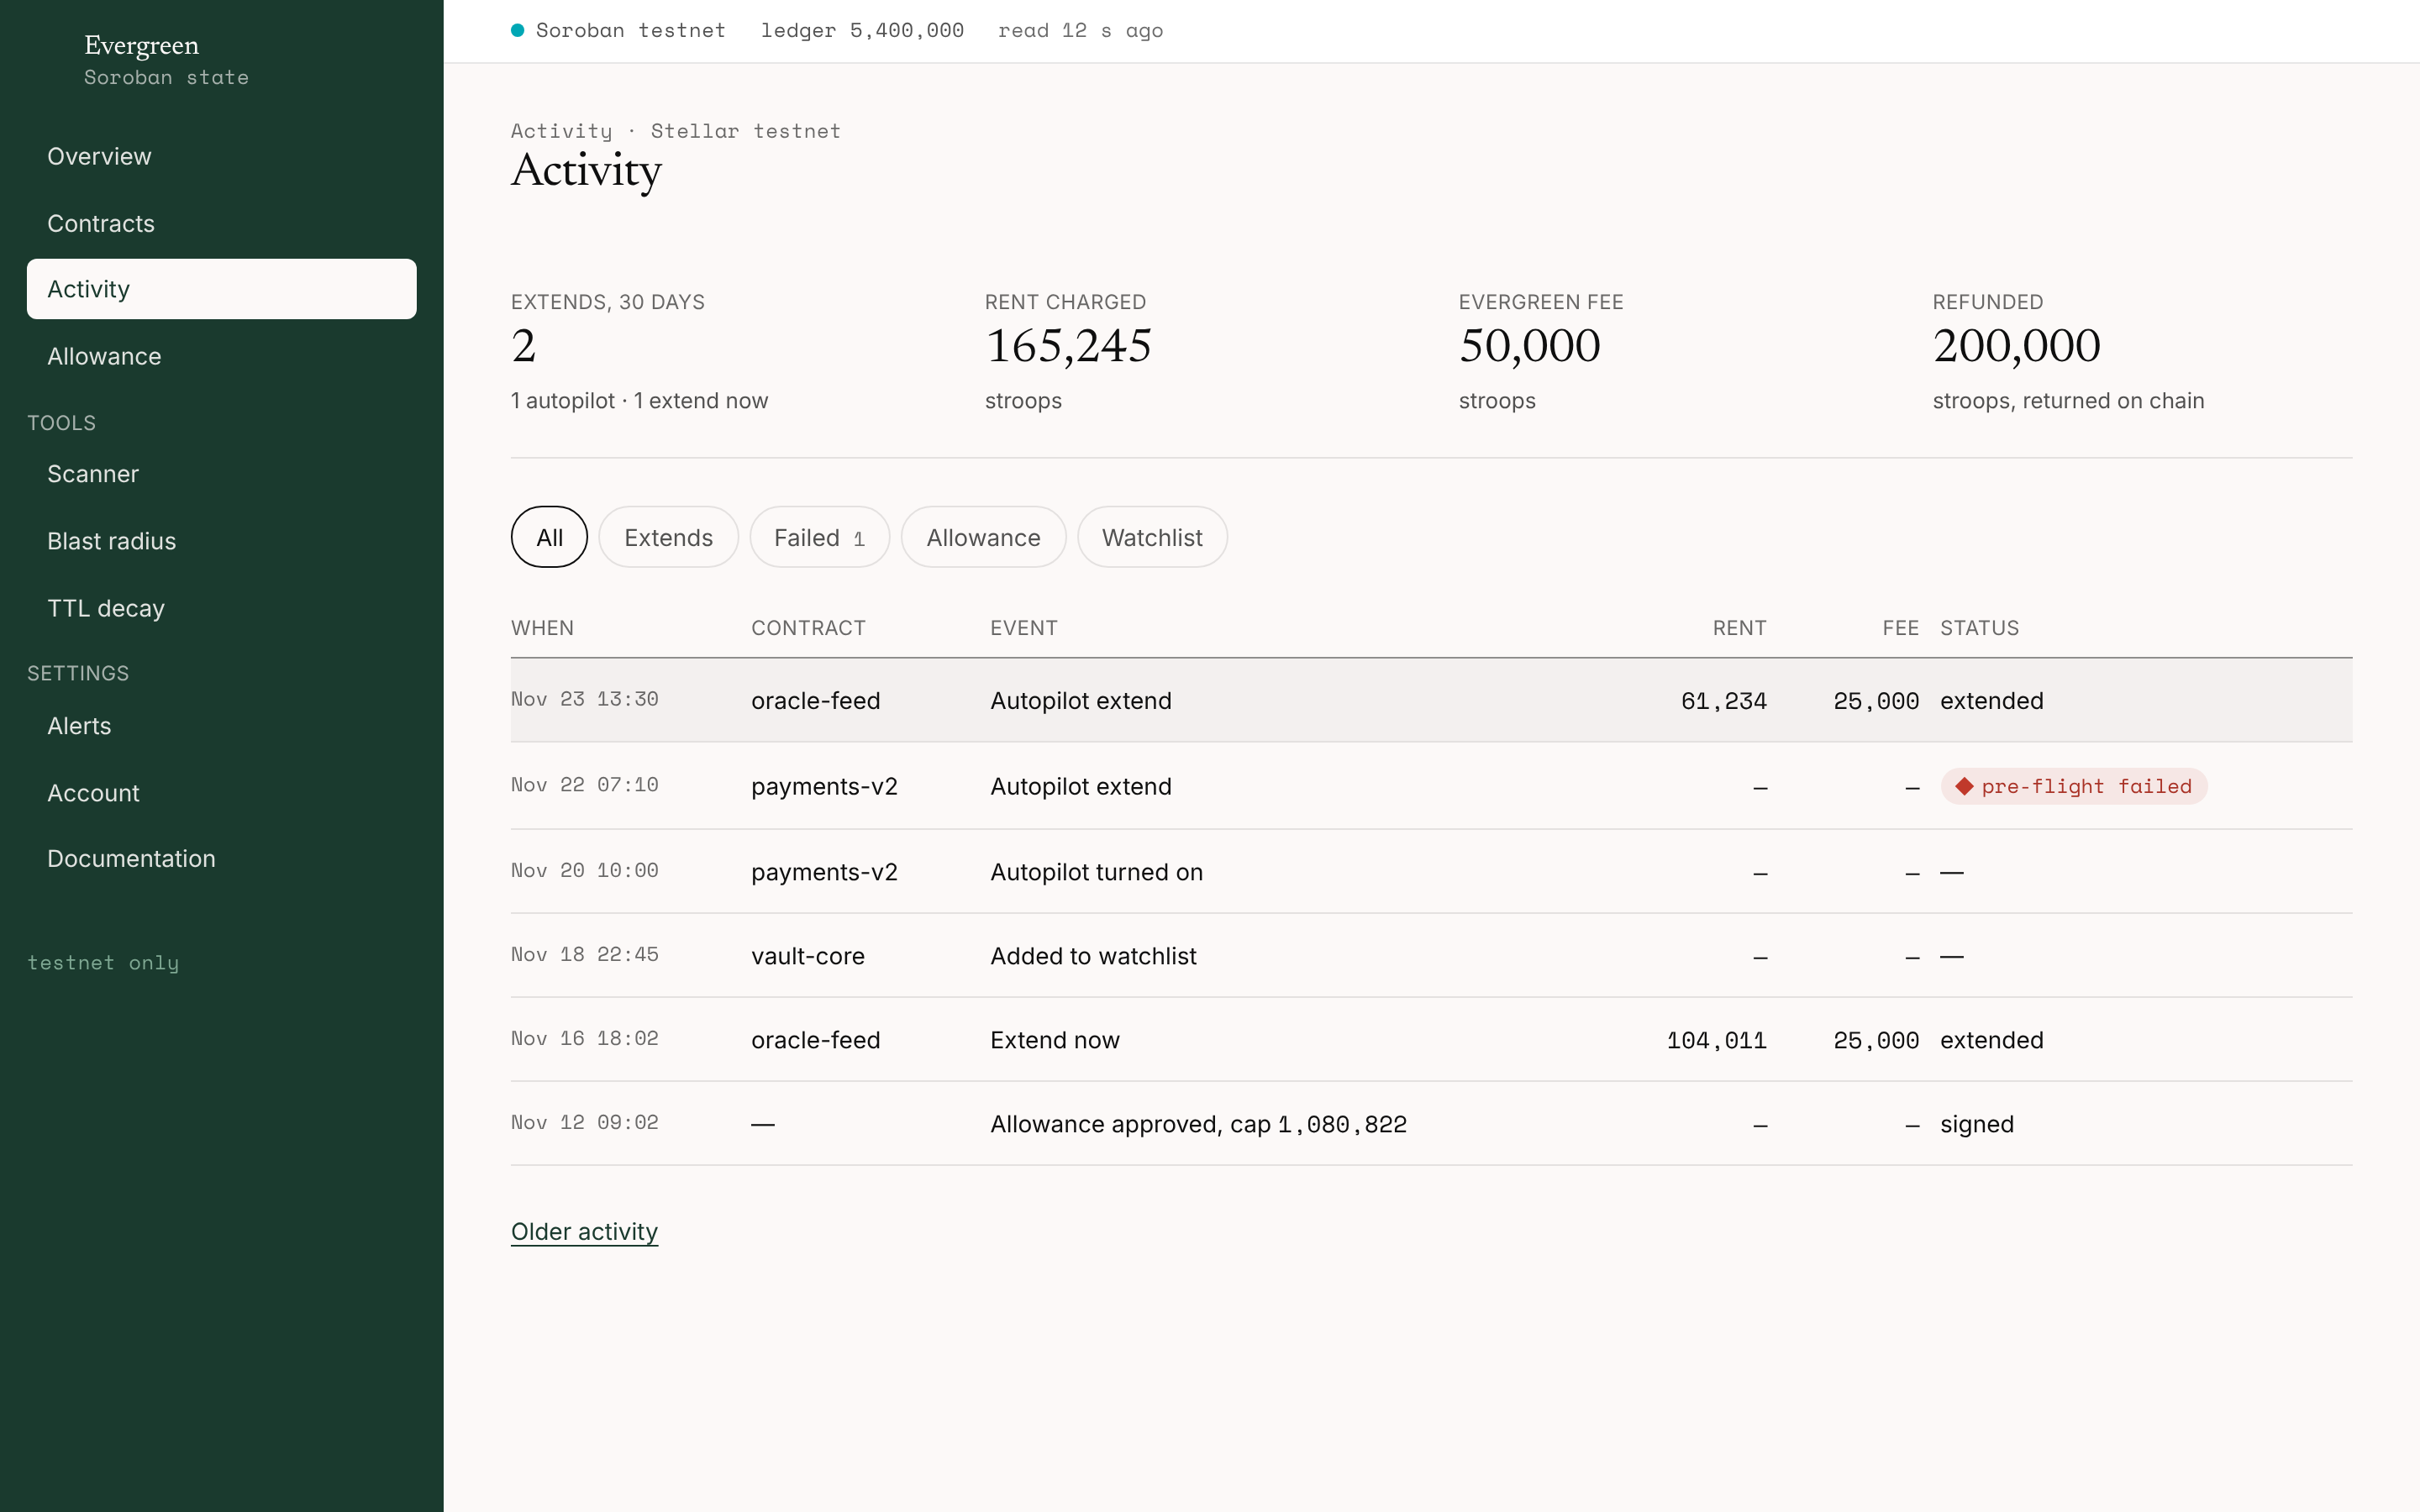 Evergreen
Soroban state
Overview
Contracts
Activity
Allowance
TOOLS
Scanner
Blast radius
TTL decay
SETTINGS
Alerts
Account
Documentation
testnet only
Soroban testnet ledger 5,400,000 read 12 s ago
Activity · Stellar testnet
Activity
EXTENDS, 30 DAYS
2
1 autopilot · 1 extend now
RENT CHARGED
165,245
stroops
EVERGREEN FEE
50,000
stroops
REFUNDED
200,000
stroops, returned on chain
All Extends Failed 1 Allowance Watchlist
WHEN CONTRACT EVENT RENT FEE STATUS
Nov 23 13:30 oracle-feed Autopilot extend 61,234 25,000 extended
Nov 22 07:10 payments-v2 Autopilot extend – – pre-flight failed
Nov 20 10:00 payments-v2 Autopilot turned on – – —
Nov 18 22:45 vault-core Added to watchlist – – —
Nov 16 18:02 oracle-feed Extend now 104,011 25,000 extended
Nov 12 09:02 — Allowance approved, cap 1,080,822 – – signed
Older activity